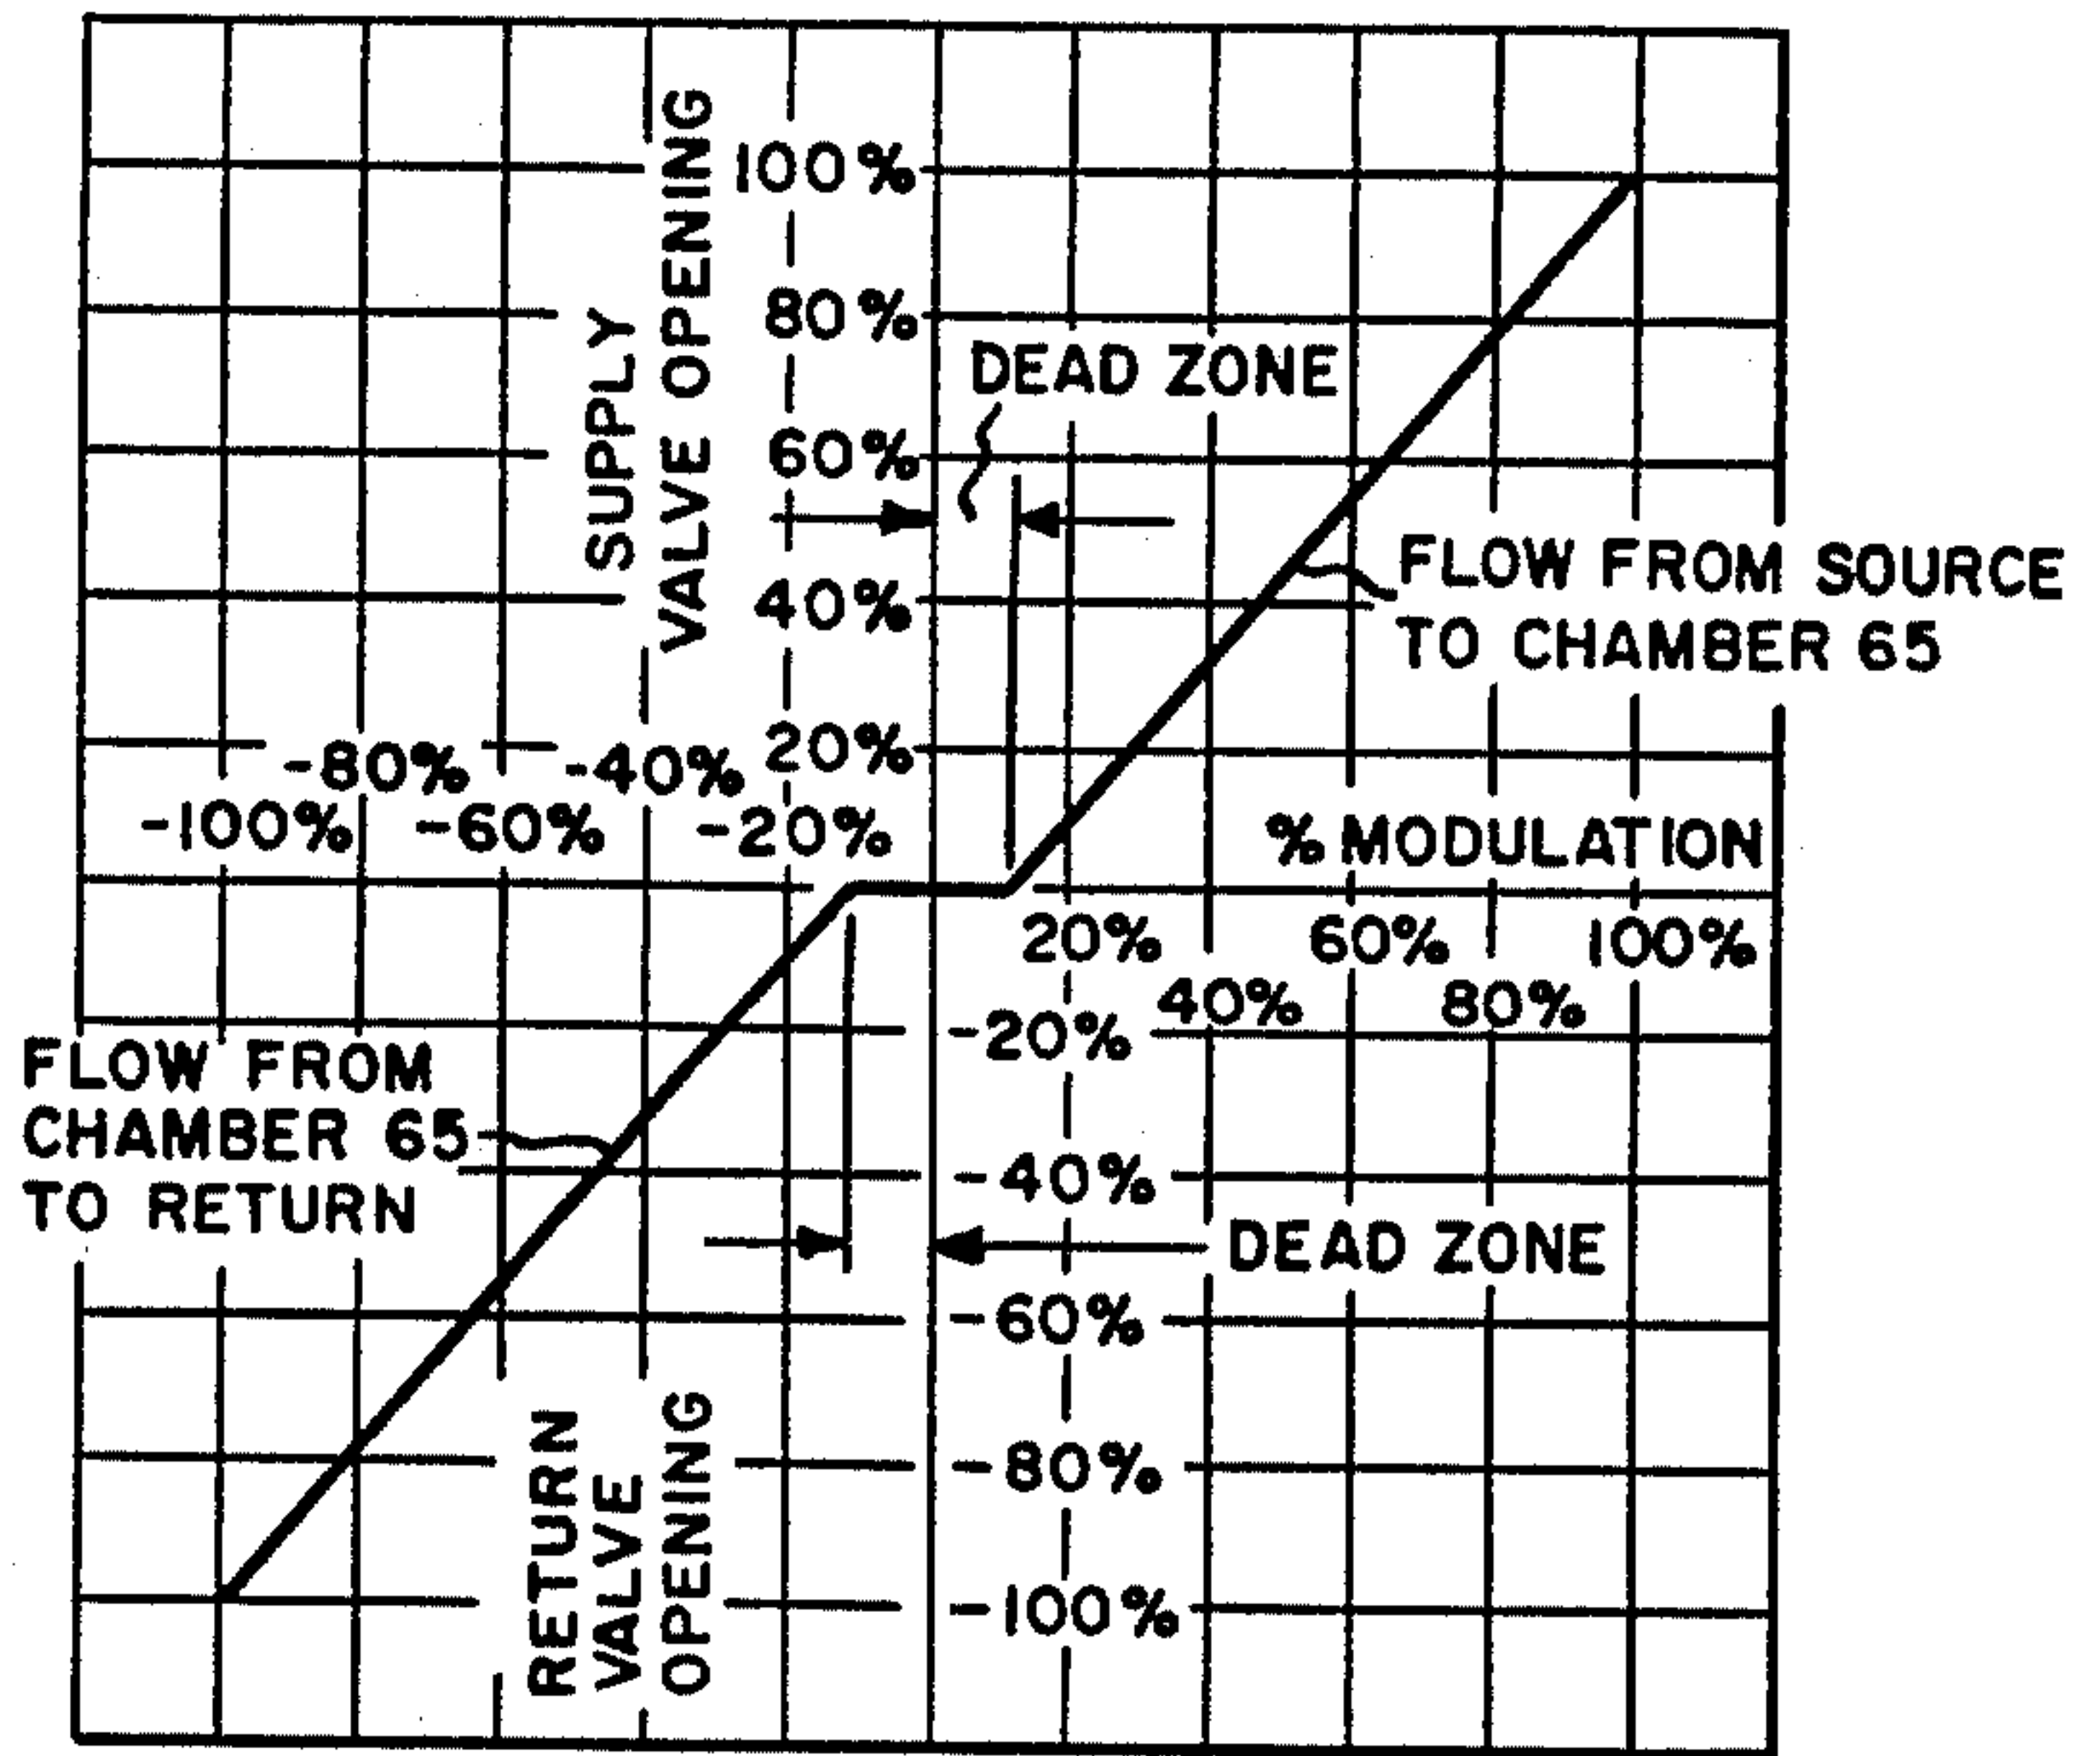 SUPPLY
VALVE OPENING
100%
80%
DEAD ZONE
60%
FLOW FROM SOURCE
TO CHAMBER 65
40%
20%
-80%
-40%
-100%
-60%
-20%
% MODULATION
20%
60%
100%
40%
80%
-20%
FLOW FROM
CHAMBER 65
TO RETURN
-40%
DEAD ZONE
-60%
-80%
-100%
RETURN
VALVE
OPENING